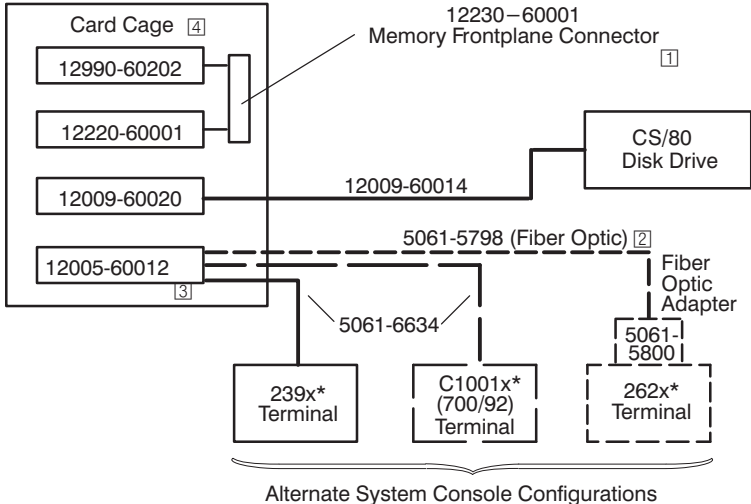 Card Cage 4
12990-60202
12220-60001
12009-60020
12005-60012
3
12230–60001
Memory Frontplane Connector
1
CS/80
Disk Drive
12009-60014
5061-5798 (Fiber Optic) 2
Fiber
Optic
Adapter
5061-6634
5061-
5800
239x*
Terminal
C1001x*
(700/92)
Terminal
262x*
Terminal
Alternate System Console Configurations